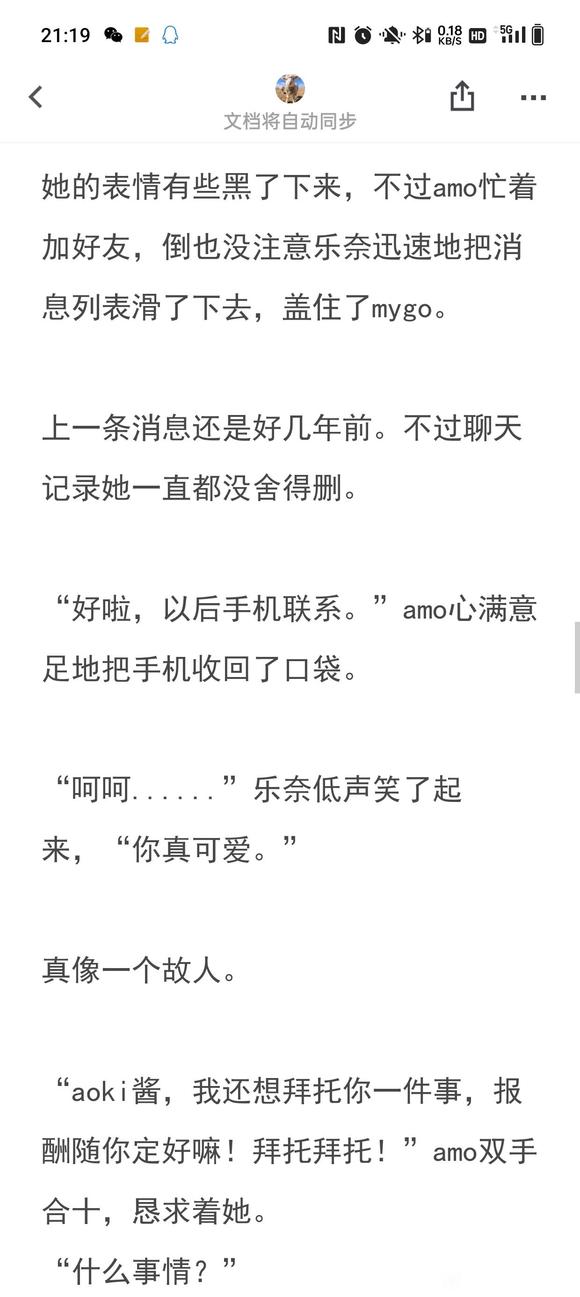 21:19
0.18
KB/S
HD
5G
文档将自动同步
她的表情有些黑了下来，不过amo忙着
加好友，倒也没注意乐奈迅速地把消
息列表滑了下去，盖住了mygo。
上一条消息还是好几年前。不过聊天
记录她一直都没舍得删。
“好啦，以后手机联系。”amo心满意
足地把手机收回了口袋。
“呵呵......”乐奈低声笑了起
来，“你真可爱。”
真像一个故人。
“aoki酱，我还想拜托你一件事，报
酬随你定好嘛！拜托拜托！”amo双手
合十，恳求着她。
“什么事情？”